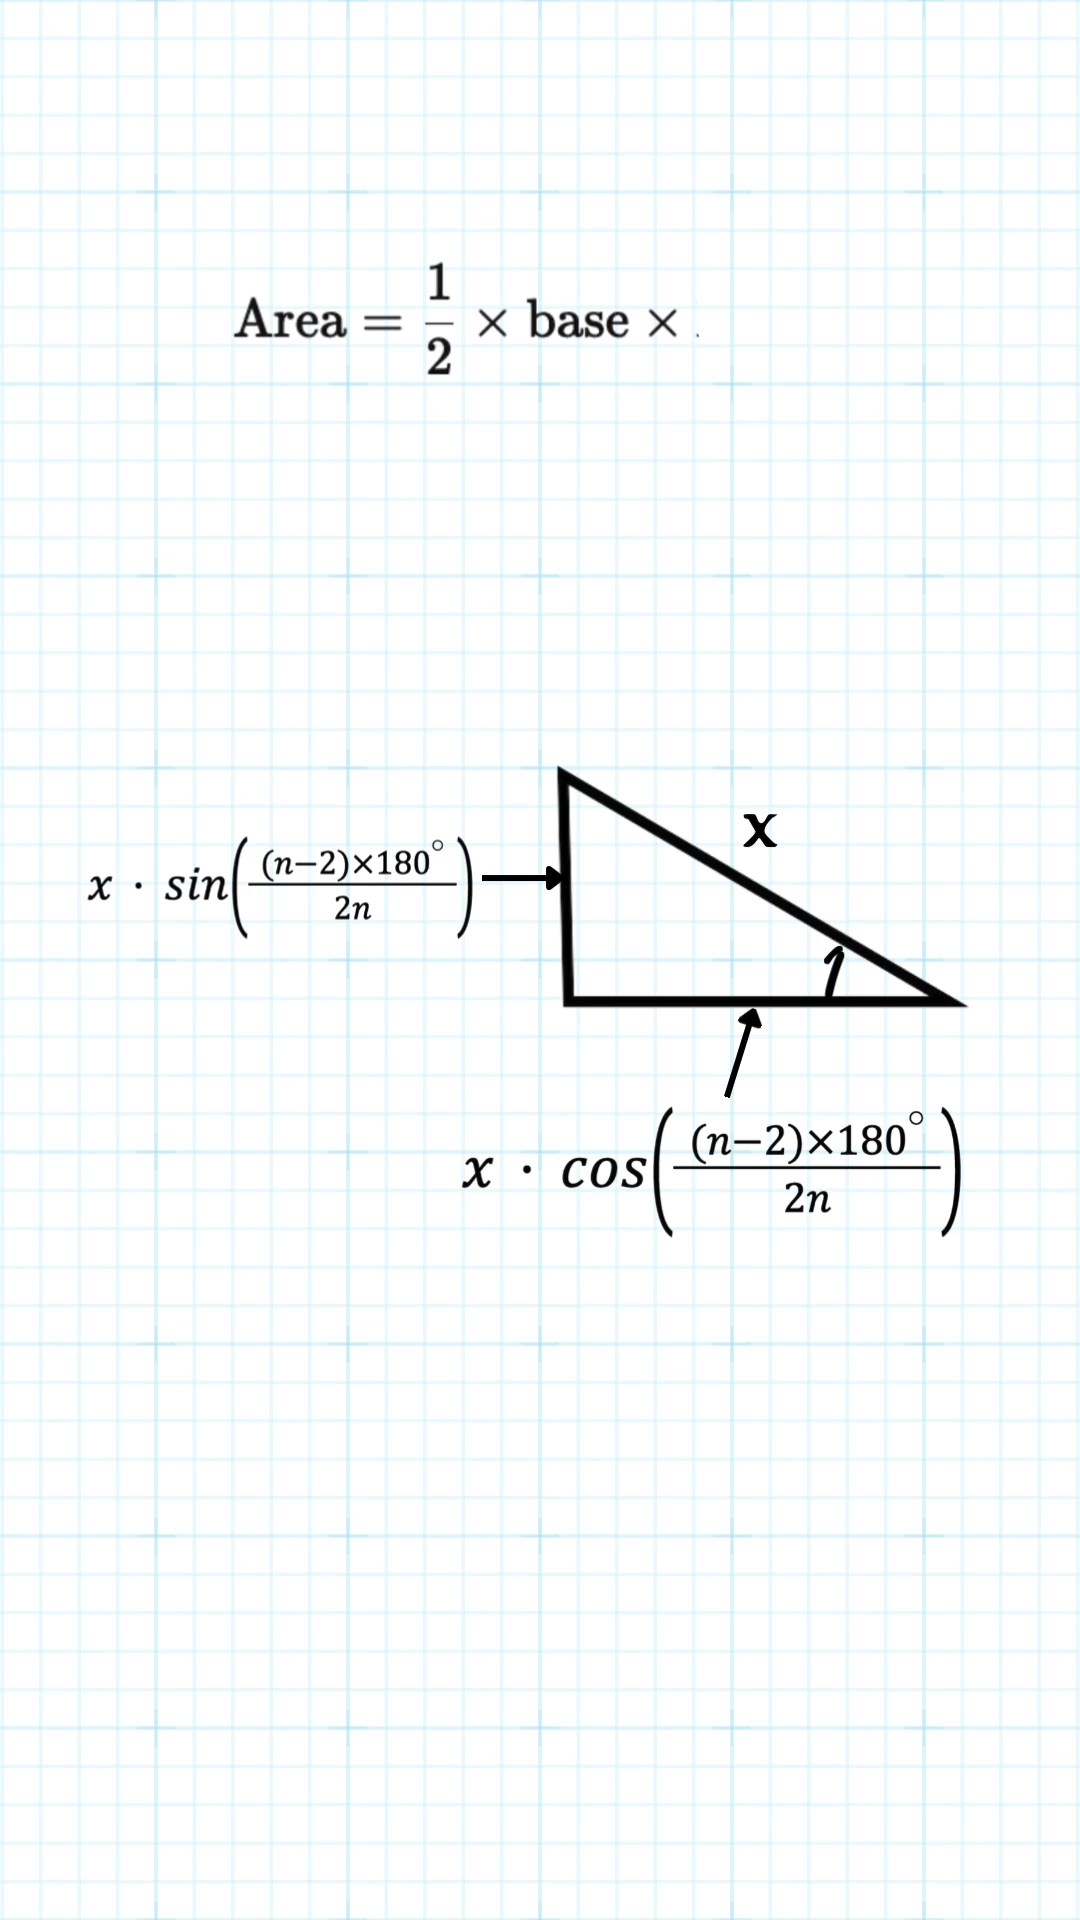 Area = 1/2 × base ×
x
x · sin((n−2)×180°/2n)
x · cos((n−2)×180°/2n)